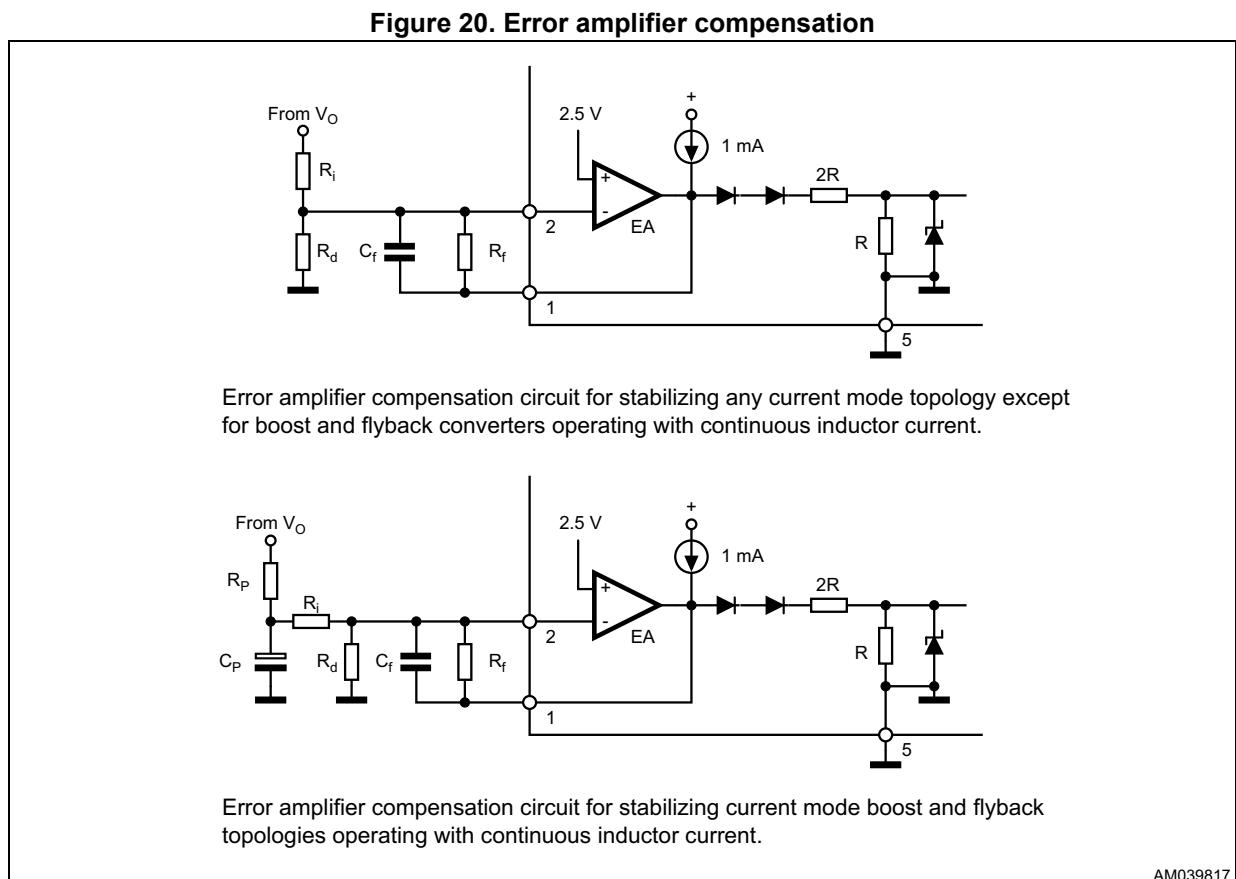 Figure 20. Error amplifier compensation
From VO
Ri
Rd
Cf
Rf
2
1
2.5 V
+
-
EA
+
1 mA
2R
R
5
Error amplifier compensation circuit for stabilizing any current mode topology except
for boost and flyback converters operating with continuous inductor current.
From VO
RP
CP
Ri
Rd
Cf
Rf
2
1
2.5 V
+
-
EA
+
1 mA
2R
R
5
Error amplifier compensation circuit for stabilizing current mode boost and flyback
topologies operating with continuous inductor current.
AM039817